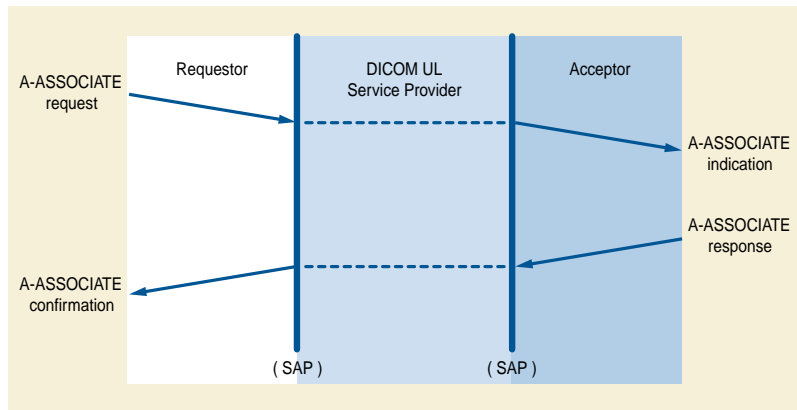 Requestor
DICOM UL
Service Provider
Acceptor
A-ASSOCIATE
request
A-ASSOCIATE
indication
A-ASSOCIATE
response
A-ASSOCIATE
confirmation
( SAP )
( SAP )